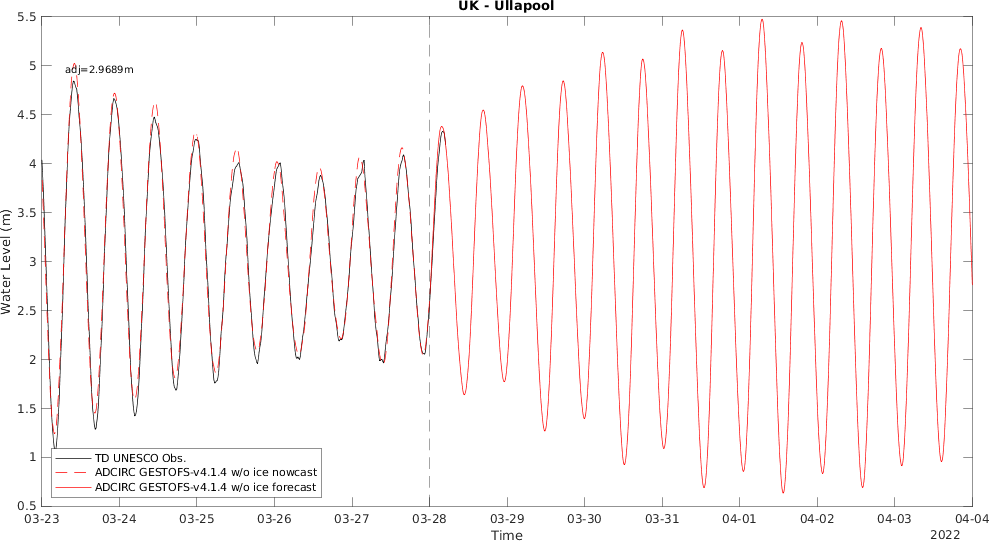 UK - Ullapool
5.5
5
4.5
4
3.5
3
2.5
2
1.5
1
0.5
Water Level (m)
adj=2.9689m
TD UNESCO Obs.
ADCIRC GESTOFS-v4.1.4 w/o ice nowcast
ADCIRC GESTOFS-v4.1.4 w/o ice forecast
03-23 03-24 03-25 03-26 03-27 03-28 03-29 03-30 03-31 04-01 04-02 04-03 04-04
Time
2022